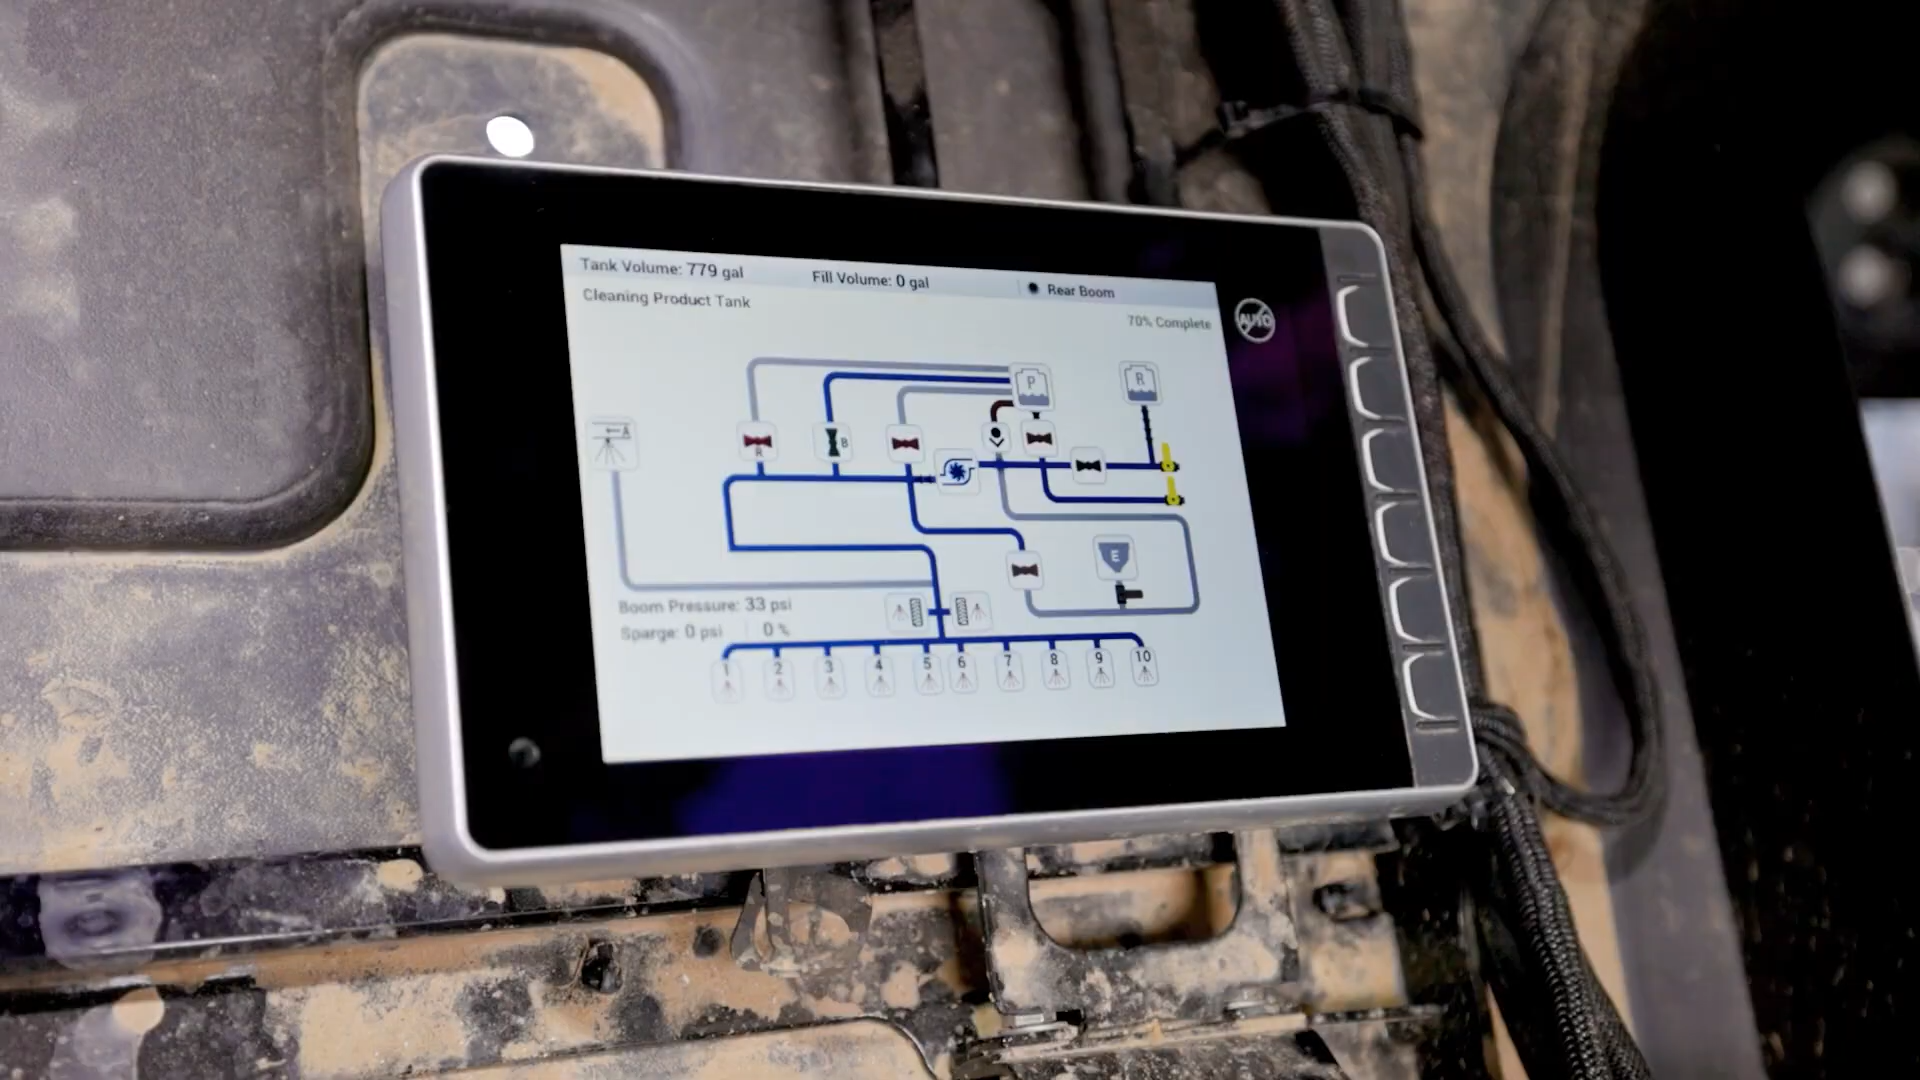 Tank Volume: 779 gal
Fill Volume: 0 gal
Rear Boom
Cleaning Product Tank
70% Complete
AUTO
P
R
A
R
B
E
Boom Pressure: 33 psi
Sparge: 0 psi 0 %
1 2 3 4 5 6 7 8 9 10